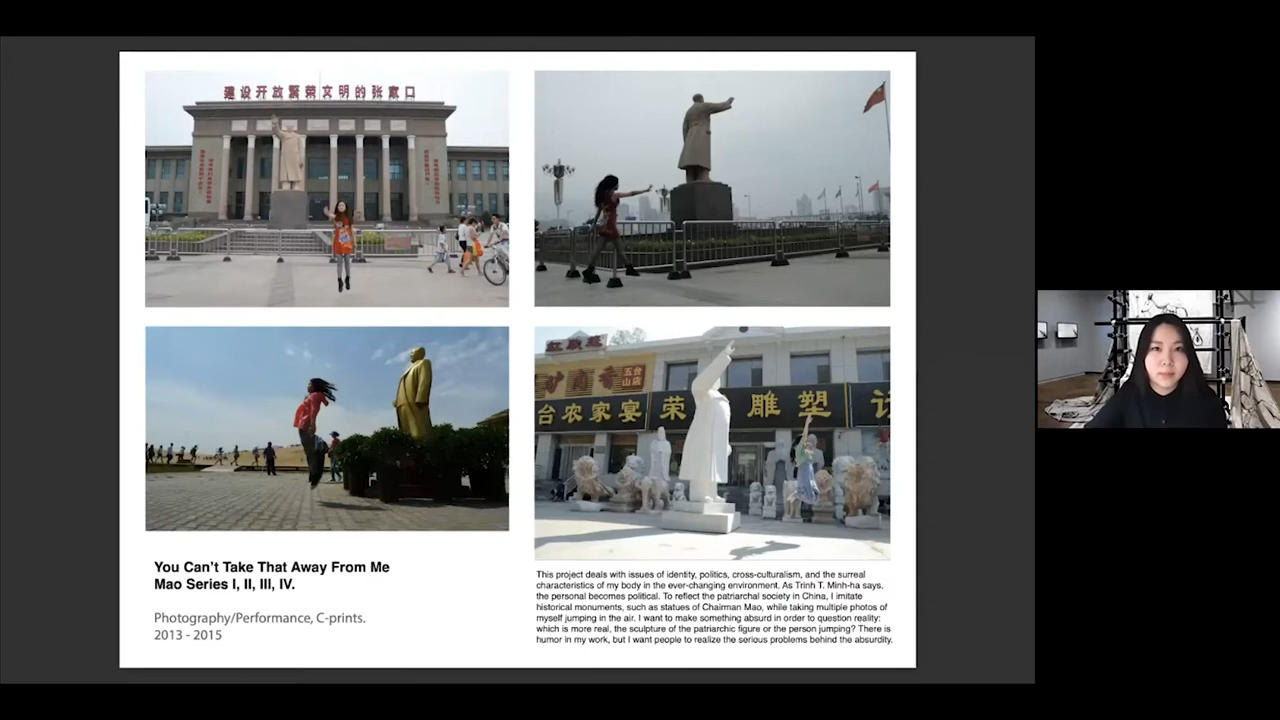 建设开放繁荣文明的张家口
五台
山店
台农家宴
荣
雕塑
You Can't Take That Away From Me
Mao Series I, II, III, IV.
Photography/Performance, C-prints.
2013 - 2015
This project deals with issues of identity, politics, cross-culturalism, and the surreal
characteristics of my body in the ever-changing environment. As Trinh T. Minh-ha says,
the personal becomes political. To reflect the patriarchal society in China, I imitate
historical monuments, such as statues of Chairman Mao, while taking multiple photos of
myself jumping in the air. I want to make something absurd in order to question reality:
which is more real, the sculpture of the patriarchic figure or the person jumping? There is
humor in my work, but I want people to realize the serious problems behind the absurdity.